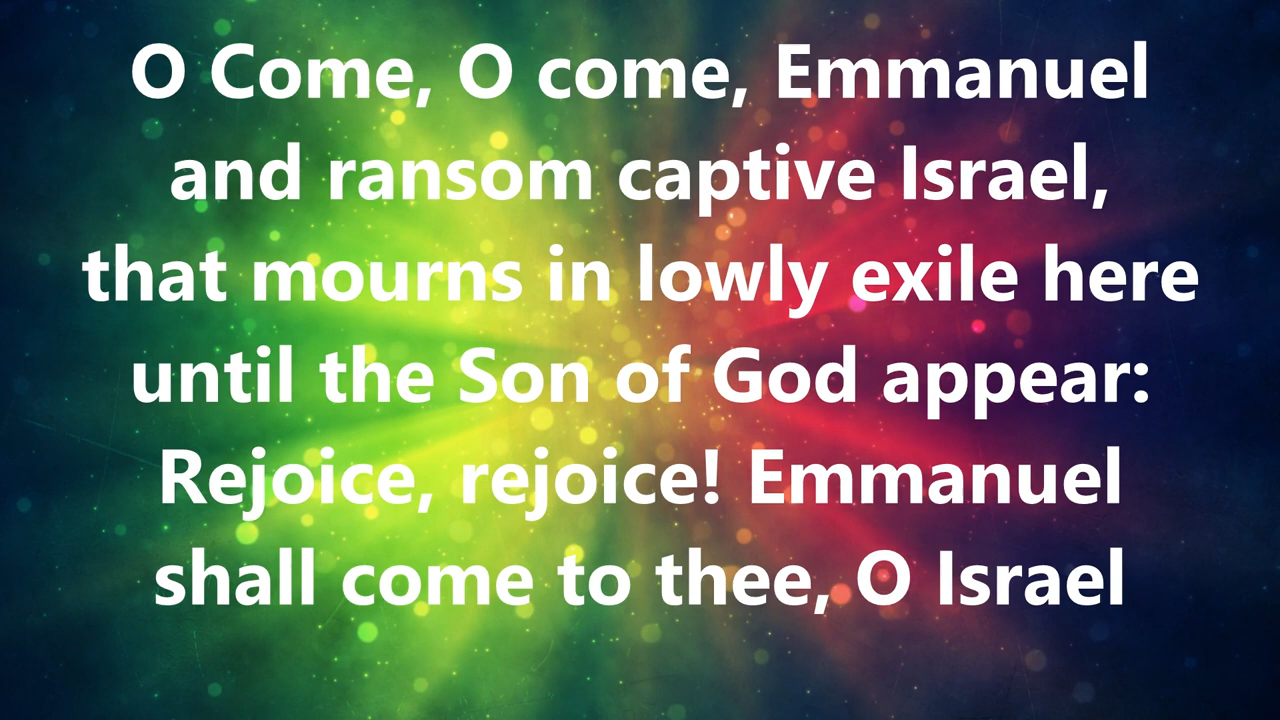 O Come, O come, Emmanuel
and ransom captive Israel,
that mourns in lowly exile here
until the Son of God appear:
Rejoice, rejoice! Emmanuel
shall come to thee, O Israel